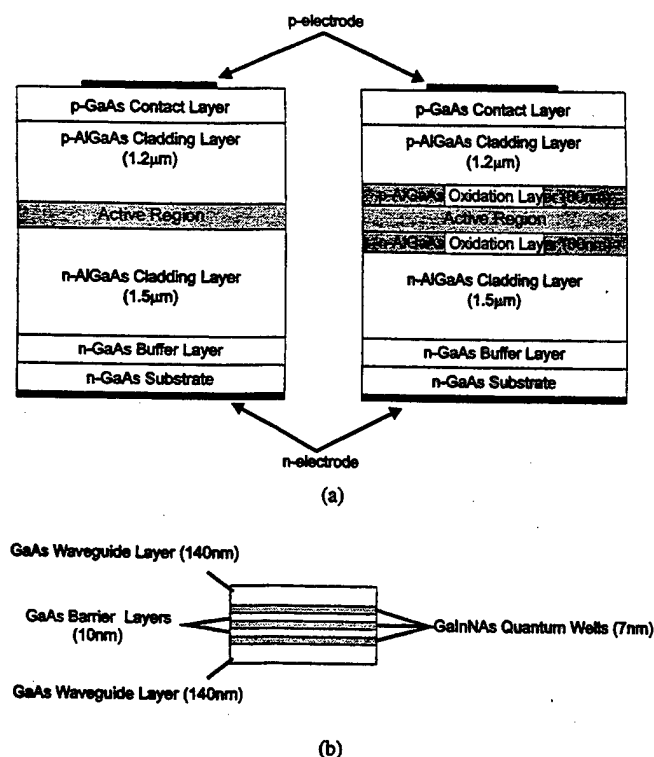 p-electrode
p-GaAs Contact Layer
p-AlGaAs Cladding Layer
(1.2μm)
Active Region
n-AlGaAs Cladding Layer
(1.5μm)
n-GaAs Buffer Layer
n-GaAs Substrate
p-GaAs Contact Layer
p-AlGaAs Cladding Layer
(1.2μm)
p-AlGaAs Oxidation Layer
Active Region
n-AlGaAs Oxidation Layer
n-AlGaAs Cladding Layer
(1.5μm)
n-GaAs Buffer Layer
n-GaAs Substrate
n-electrode
(a)
GaAs Waveguide Layer (140nm)
GaAs Barrier Layers
(10nm)
GaInNAs Quantum Wells (7nm)
GaAs Waveguide Layer (140nm)
(b)